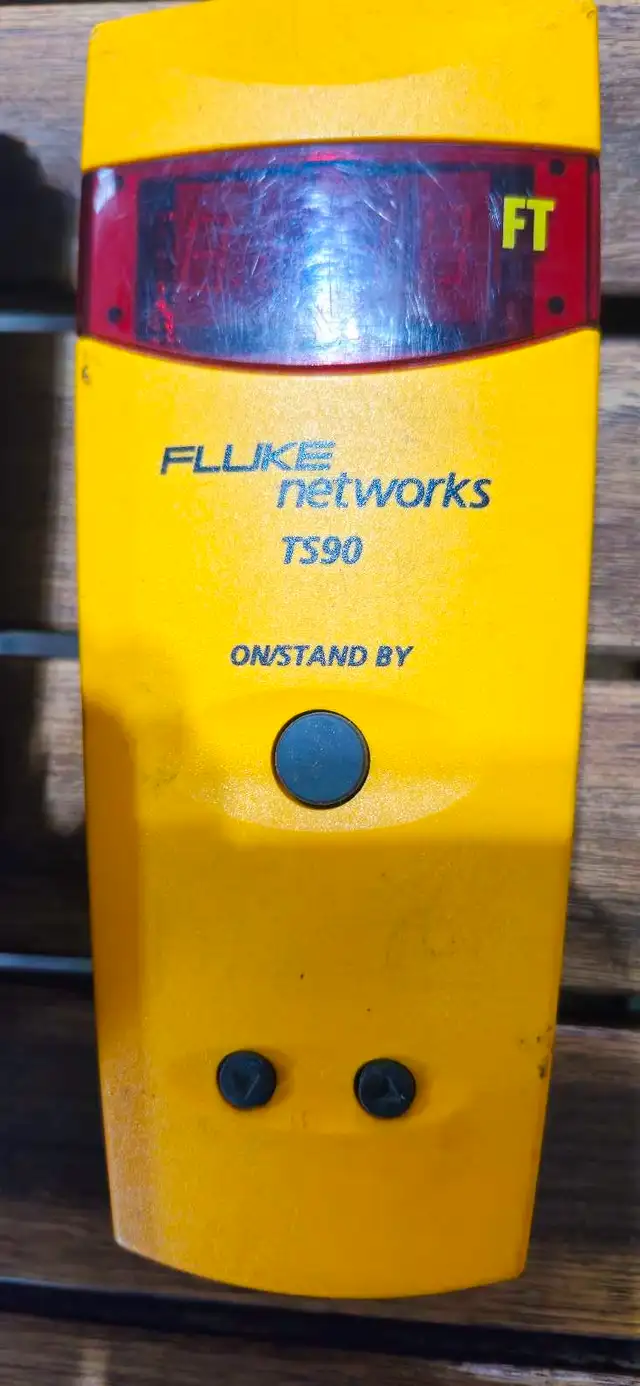 FT
FLUKE
networks
TS90
ON/STAND BY